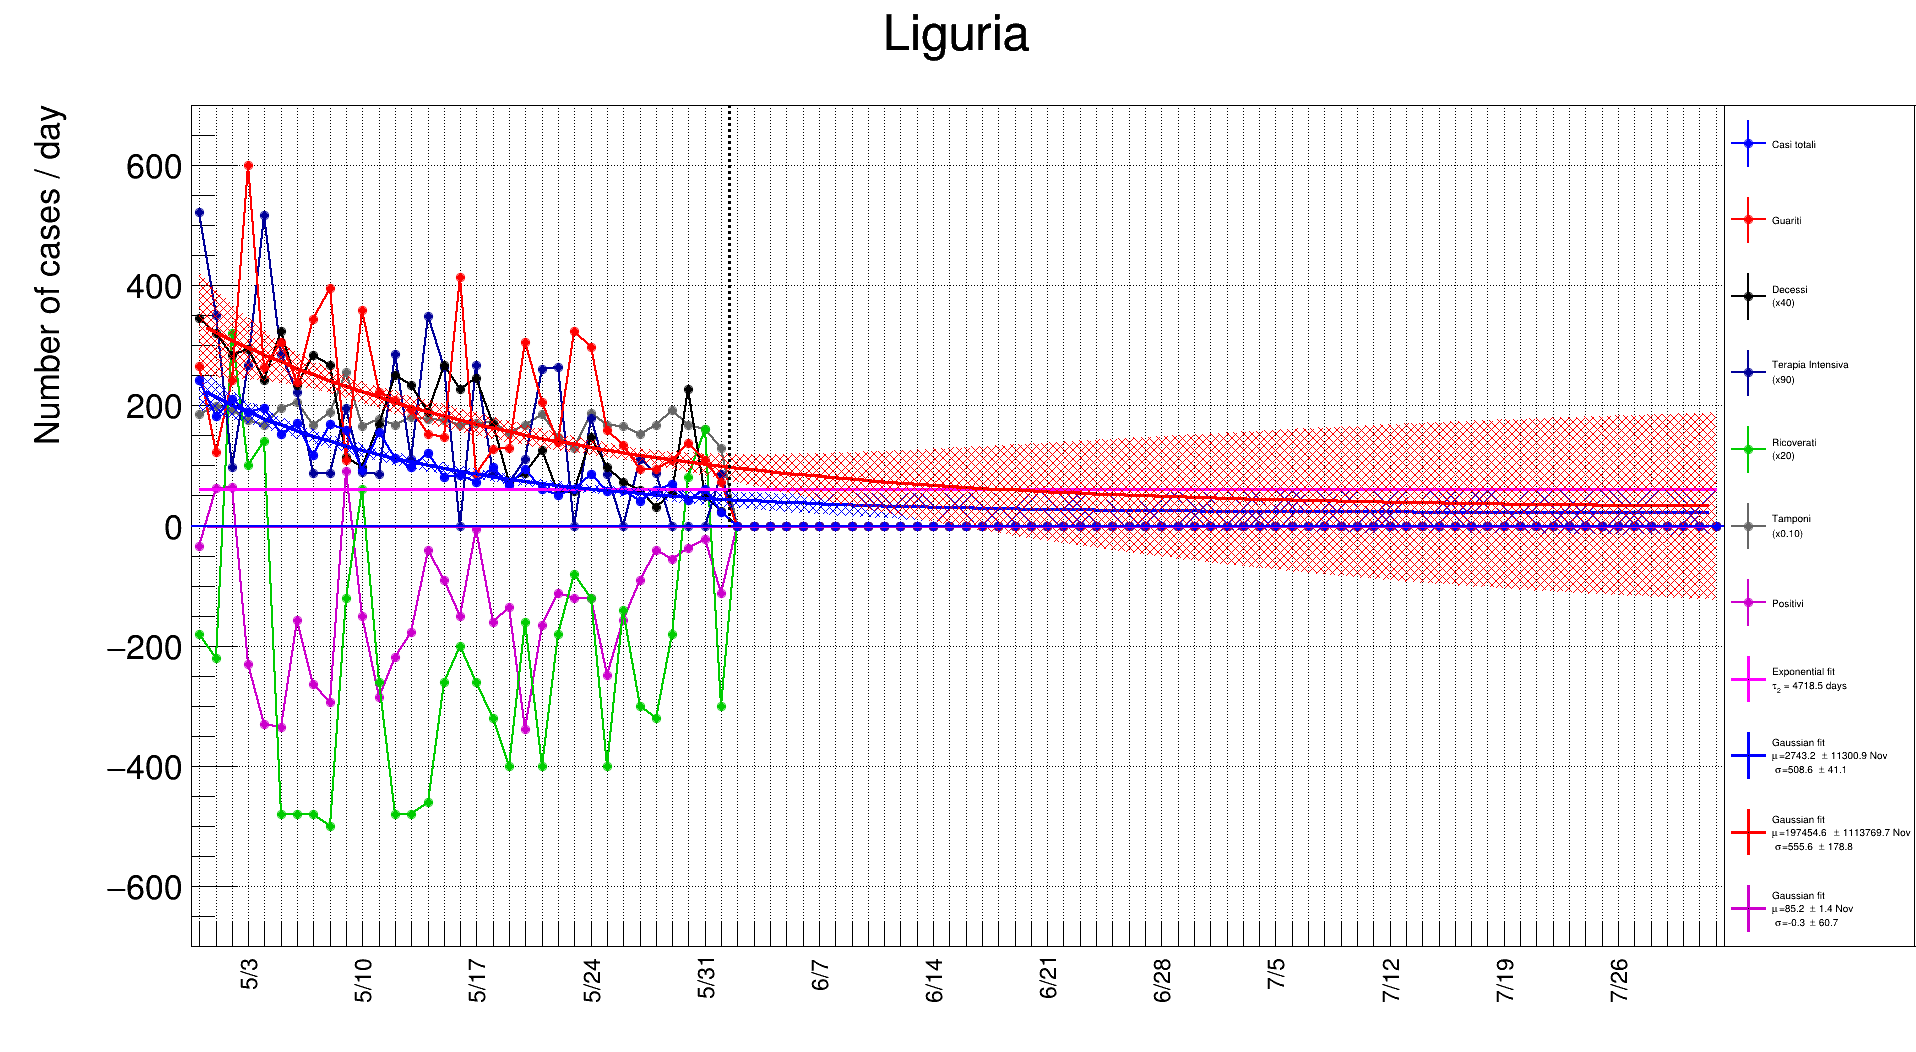 Liguria
Number of cases / day
600
400
200
0
−200
−400
−600
5/3
5/10
5/17
5/24
5/31
6/7
6/14
6/21
6/28
7/5
7/12
7/19
7/26
Casi totali
Guariti
Decessi
(x40)
Terapia Intensiva
(x90)
Ricoverati
(x20)
Tamponi
(x0.10)
Positivi
Exponential fit
τ2 = 4718.5 days
Gaussian fit
μ=2743.2 ± 11300.9 Nov
σ=508.6 ± 41.1
Gaussian fit
μ=197454.6 ± 1113769.7 Nov
σ=555.6 ± 178.8
Gaussian fit
μ=85.2 ± 1.4 Nov
σ=-0.3 ± 60.7